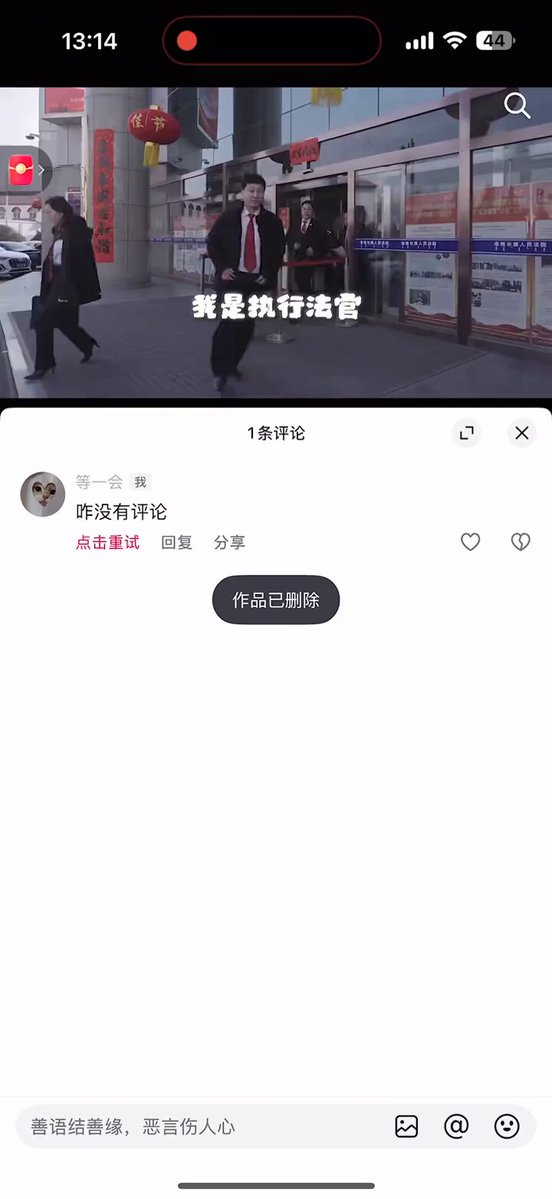 13:14
44
佳节
我是执行法官
1条评论
等一会 我
咋没有评论
点击重试 回复 分享
作品已删除
善语结善缘，恶言伤人心